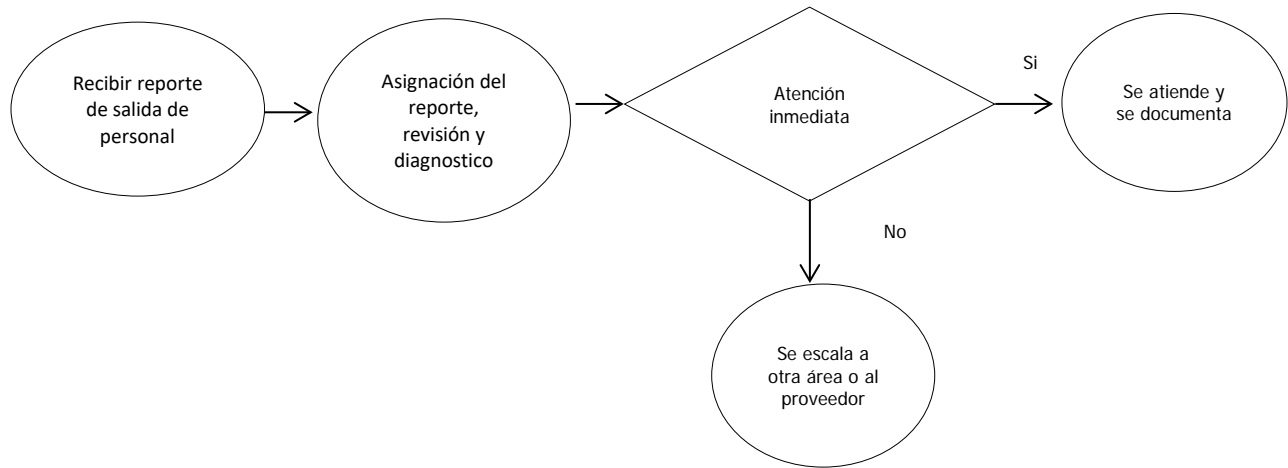 Recibir reporte
de salida de
personal
Asignación del
reporte,
revisión y
diagnostico
Atención
inmediata
Si
Se atiende y
se documenta
No
Se escala a
otra área o al
proveedor